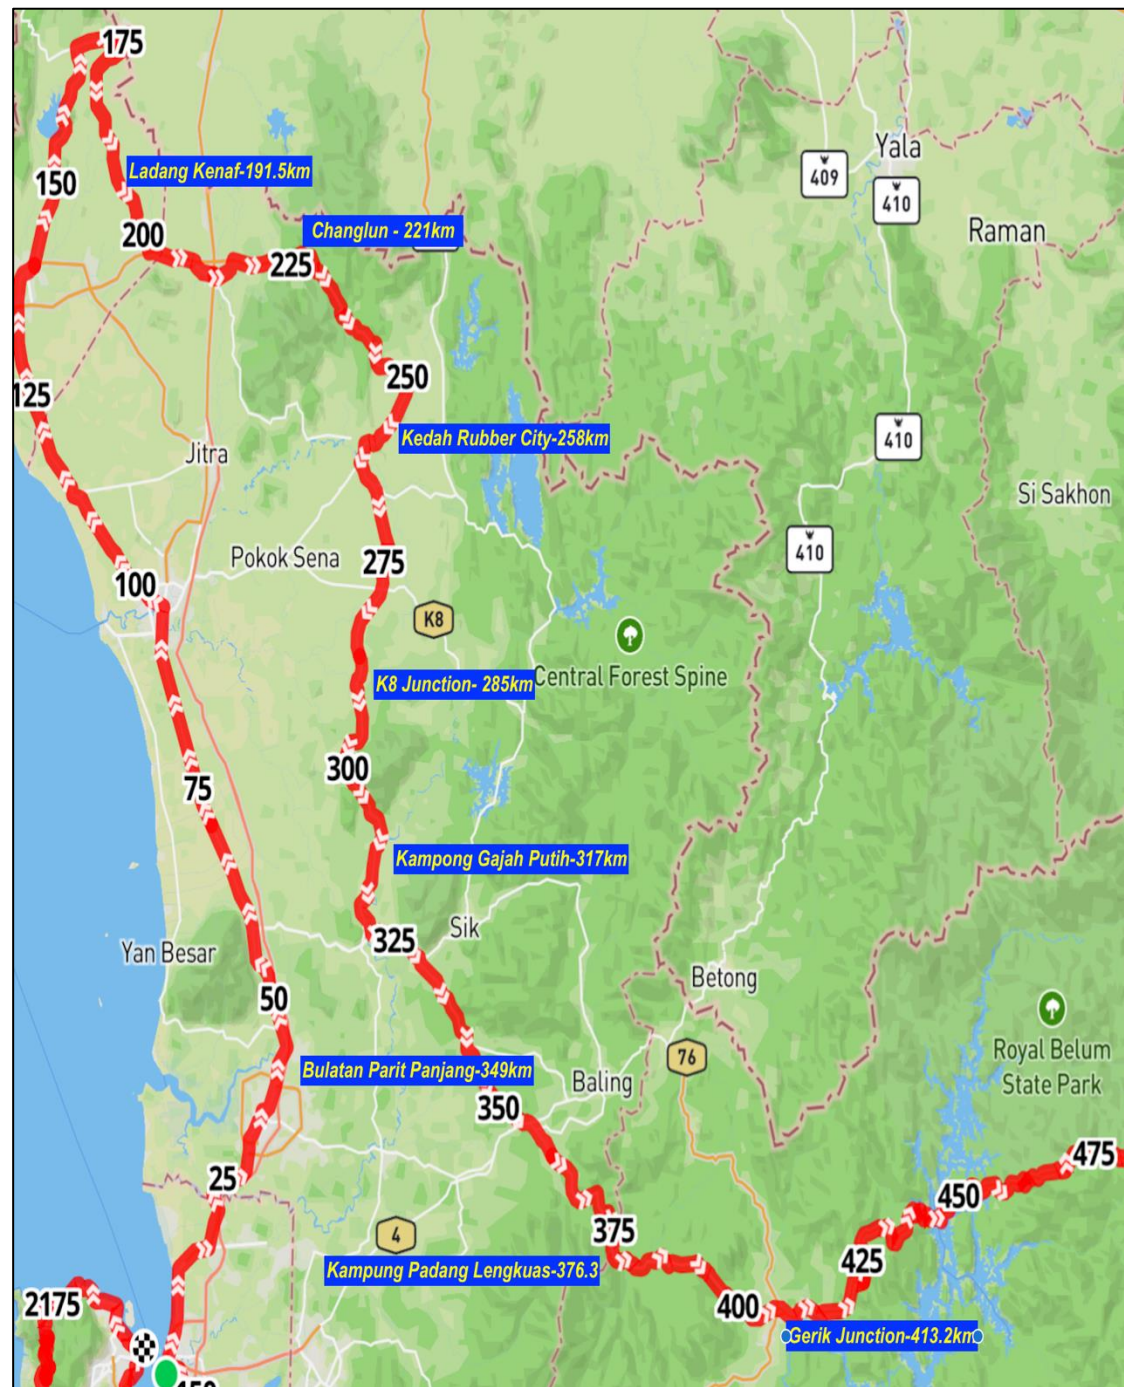 175
409
Yala
410
150
Ladang Kenaf-191.5km
200
Changlun - 221km
Raman
225
250
125
Kedah Rubber City-258km
410
Jitra
Si Sakhon
410
Pokok Sena
275
100
K8
K8 Junction- 285km
Central Forest Spine
300
75
Kampong Gajah Putih-317km
Sik
325
Yan Besar
Betong
50
76
Royal Belum
State Park
Bulatan Parit Panjang-349km
Baling
350
475
25
450
375
4
425
Kampung Padang Lengkuas-376.3
2175
400
Gerik Junction-413.2km